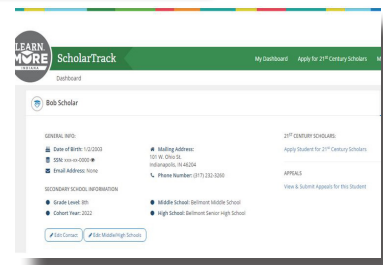 LEARN
MORE
INDIANA
ScholarTrack
My Dashboard Apply for 21st Century Scholars M
Dashboard
Bob Scholar
GENERAL INFO:
Date of Birth: 1/2/2003
SSN: xxx-xx-0000
Email Address: None
Mailing Address:
101 W. Ohio St.
Indianapolis, IN 46204
Phone Number: (317) 232-3260
21ST CENTURY SCHOLARS:
Apply Student for 21st Century Scholars
APPEALS
View & Submit Appeals for this Student
SECONDARY SCHOOL INFORMATION
Grade Level: 8th
Cohort Year: 2022
Middle School: Bellmont Middle School
High School: Bellmont Senior High School
Edit Contact
Edit Middle/High Schools